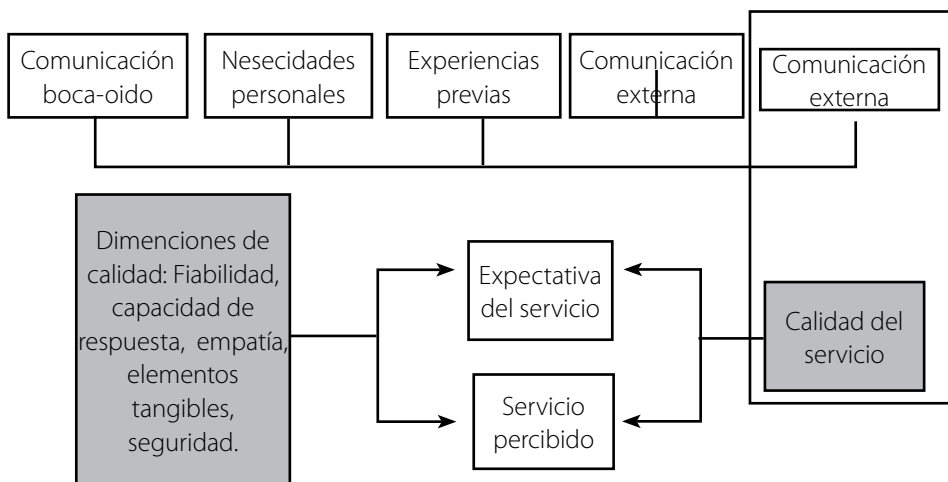 Comunicación
boca-oido
Nesecidades
personales
Experiencias
previas
Comunicación
externa
Comunicación
externa
Dimenciones de
calidad: Fiabilidad,
capacidad de
respuesta, empatía,
elementos
tangibles,
seguridad.
Expectativa
del servicio
Servicio
percibido
Calidad del
servicio